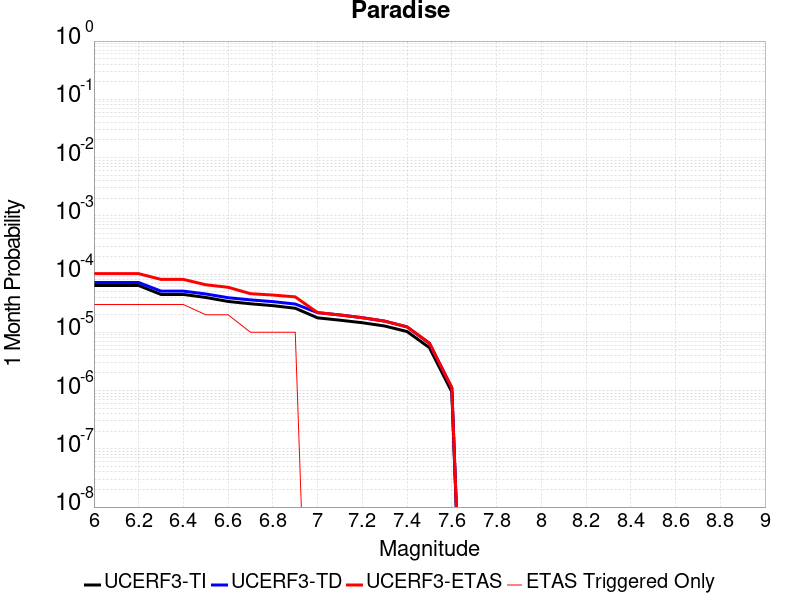 Paradise
1 Month Probability
10^0
10^-1
10^-2
10^-3
10^-4
10^-5
10^-6
10^-7
10^-8
6 6.2 6.4 6.6 6.8 7 7.2 7.4 7.6 7.8 8 8.2 8.4 8.6 8.8 9
Magnitude
UCERF3-TI UCERF3-TD UCERF3-ETAS ETAS Triggered Only